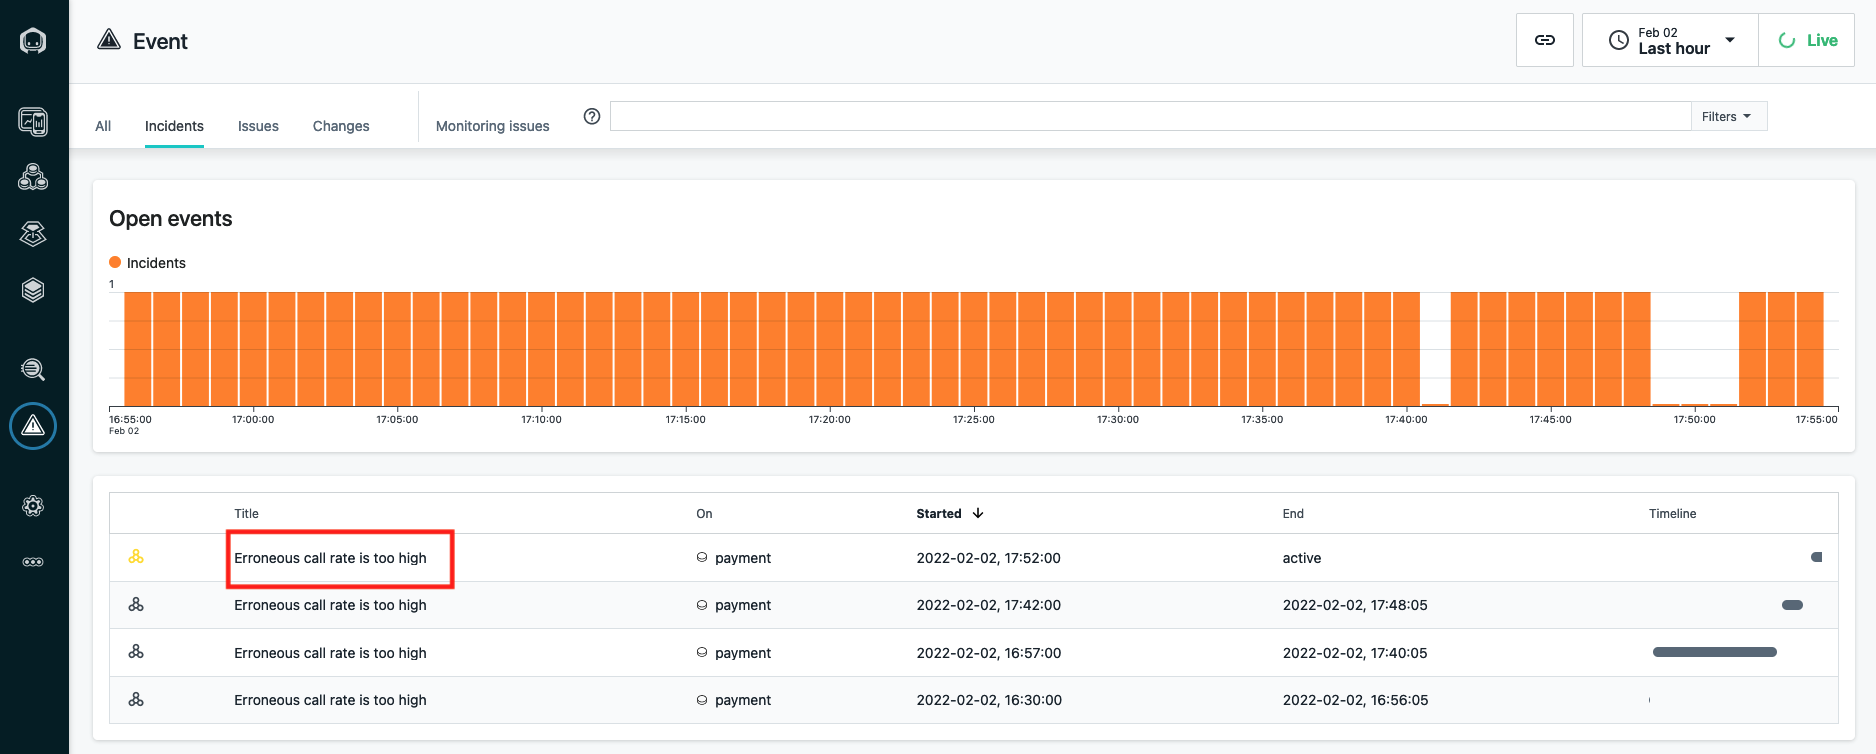 Event
Feb 02
Last hour
Live
All Incidents Issues Changes Monitoring issues
Filters
Open events
Incidents
1
16:55:00 17:00:00 17:05:00 17:10:00 17:15:00 17:20:00 17:25:00 17:30:00 17:35:00 17:40:00 17:45:00 17:50:00 17:55:00
Feb 02
Title On Started End Timeline
Erroneous call rate is too high payment 2022-02-02, 17:52:00 active
Erroneous call rate is too high payment 2022-02-02, 17:42:00 2022-02-02, 17:48:05
Erroneous call rate is too high payment 2022-02-02, 16:57:00 2022-02-02, 17:40:05
Erroneous call rate is too high payment 2022-02-02, 16:30:00 2022-02-02, 16:56:05